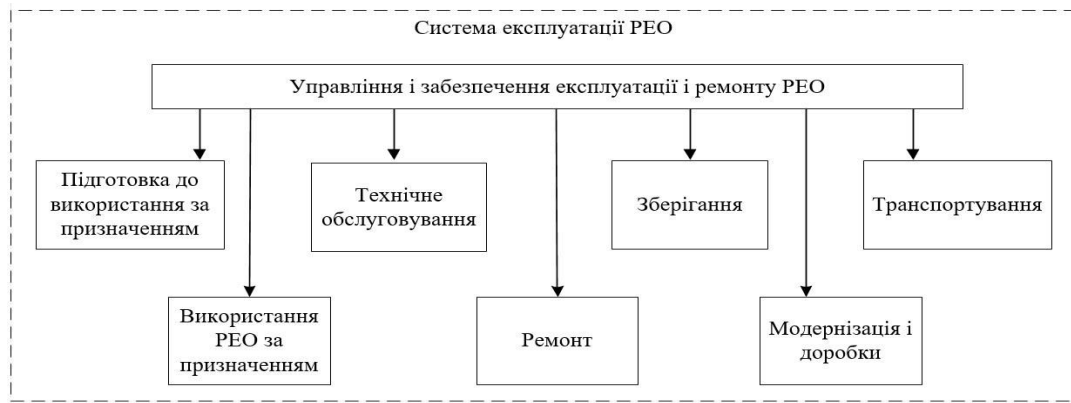 Система експлуатації РЕО
Управління і забезпечення експлуатації і ремонту РЕО
Підготовка до
використання за
призначенням
Технічне
обслуговування
Зберігання
Транспортування
Використання
РЕО за
призначенням
Ремонт
Модернізація і
доробки